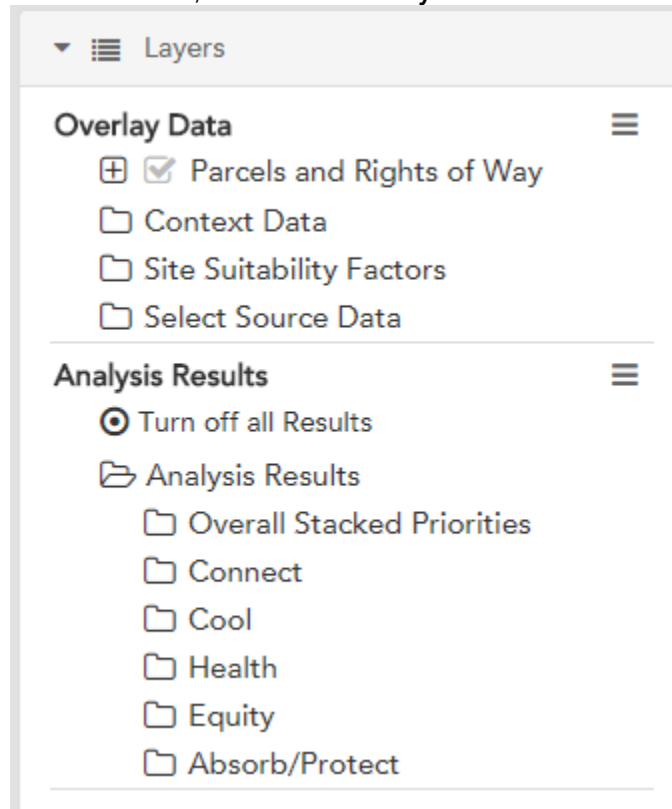 Layers
Overlay Data
Parcels and Rights of Way
Context Data
Site Suitability Factors
Select Source Data
Analysis Results
Turn off all Results
Analysis Results
Overall Stacked Priorities
Connect
Cool
Health
Equity
Absorb/Protect